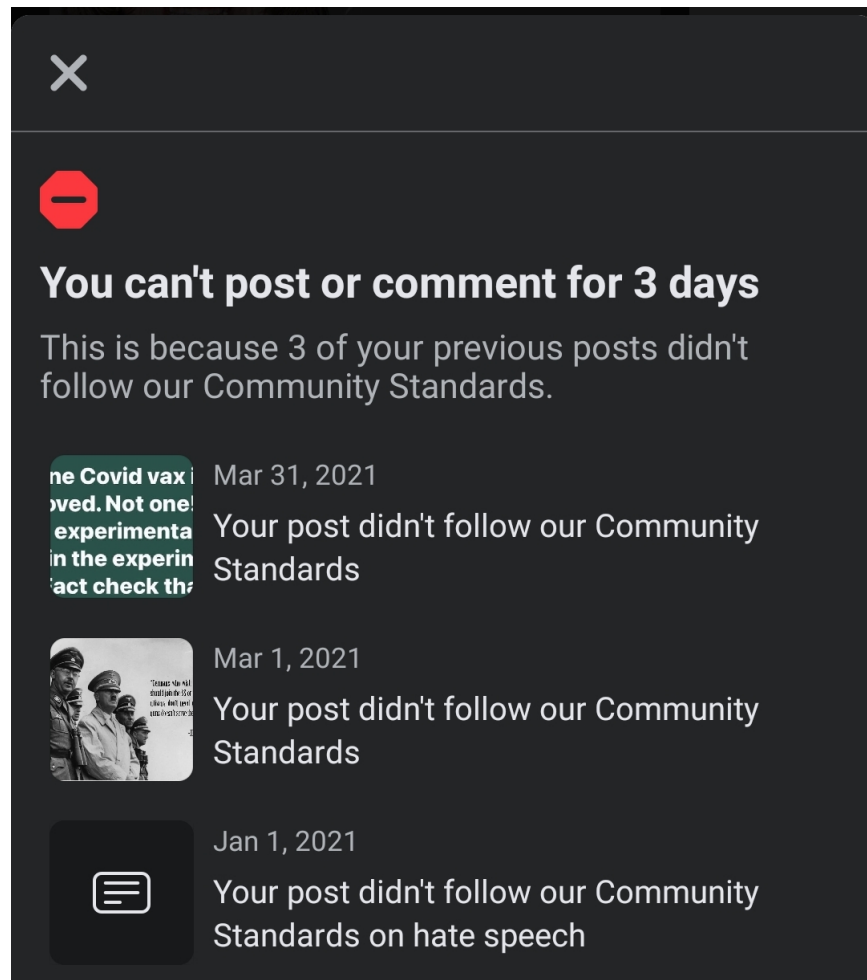 You can't post or comment for 3 days
This is because 3 of your previous posts didn't
follow our Community Standards.
ne Covid vax i
oved. Not one!
experimenta
in the experin
Fact check tha
Mar 31, 2021
Your post didn't follow our Community
Standards
Mar 1, 2021
Your post didn't follow our Community
Standards
Jan 1, 2021
Your post didn't follow our Community
Standards on hate speech